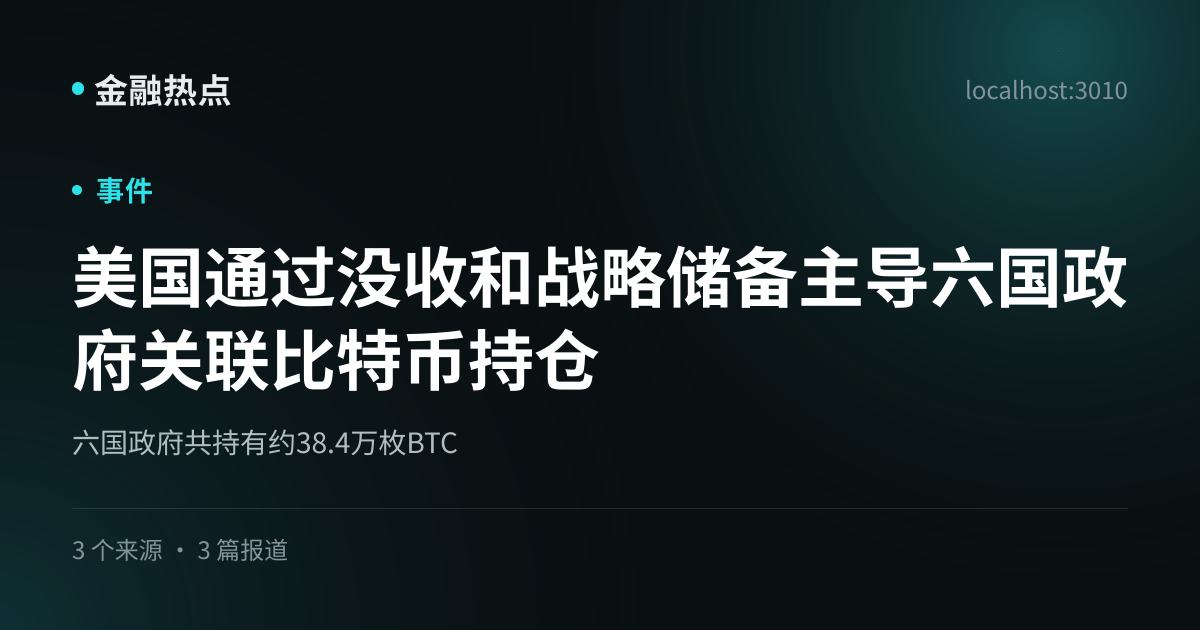 金融热点
localhost:3010
事件
美国通过没收和战略储备主导六国政
府关联比特币持仓
六国政府共持有约38.4万枚BTC
3 个来源 · 3 篇报道